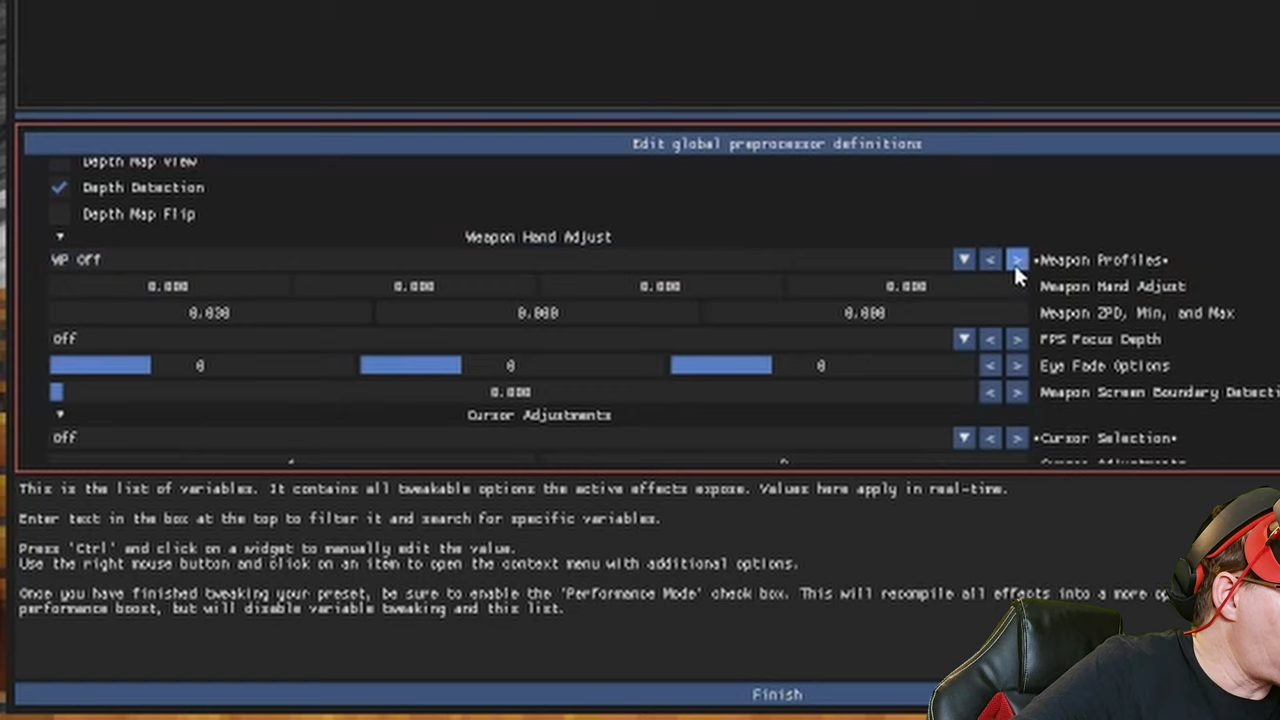 Edit global preprocessor definitions
Depth Map View
Depth Detection
Depth Map Flip
Weapon Hand Adjust
WP Off •Weapon Profiles•
0.000 0.000 0.000 0.000 Weapon Hand Adjust
0.030 0.000 0.000 Weapon ZPD, Min, and Max
Off FPS Focus Depth
0 0 0 Eye Fade Options
0.000 Weapon Screen Boundary Detecti
Cursor Adjustments
Off •Cursor Selection•
This is the list of variables. It contains all tweakable options the active effects expose. Values here apply in real-time.
Enter text in the box at the top to filter it and search for specific variables.
Press 'Ctrl' and click on a widget to manually edit the value.
Use the right mouse button and click on an item to open the context menu with additional options.
Once you have finished tweaking your preset, be sure to enable the 'Performance Mode' check box. This will recompile all effects into a more op
performance boost, but will disable variable tweaking and this list.
Finish